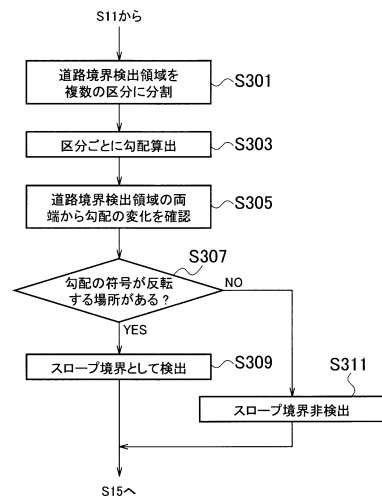 S11から
道路境界検出領域を
複数の区分に分割
S301
区分ごとに勾配算出
S303
道路境界検出領域の両
端から勾配の変化を確認
S305
S307
勾配の符号が反転
する場所がある?
NO
YES
スロープ境界として検出
S309
S311
スロープ境界非検出
S15へ